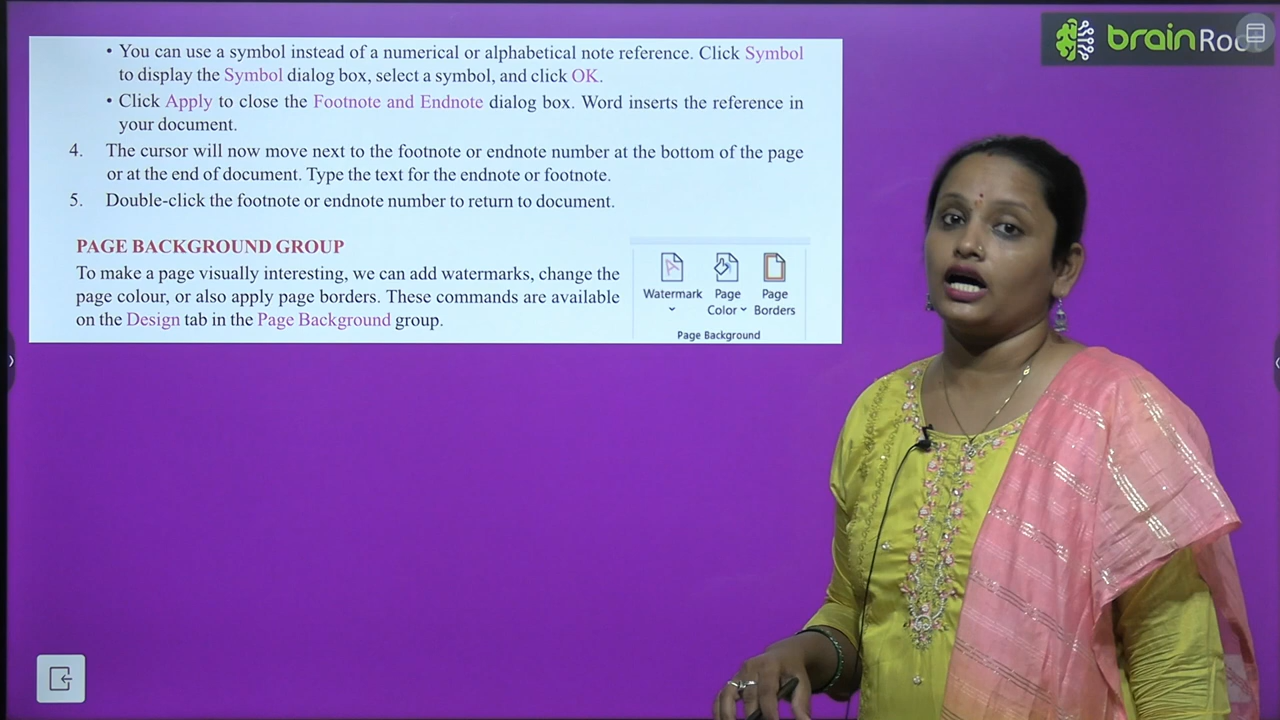 brainRoot
• You can use a symbol instead of a numerical or alphabetical note reference. Click Symbol
to display the Symbol dialog box, select a symbol, and click OK.
• Click Apply to close the Footnote and Endnote dialog box. Word inserts the reference in
your document.
4. The cursor will now move next to the footnote or endnote number at the bottom of the page
or at the end of document. Type the text for the endnote or footnote.
5. Double-click the footnote or endnote number to return to document.
PAGE BACKGROUND GROUP
To make a page visually interesting, we can add watermarks, change the
page colour, or also apply page borders. These commands are available
on the Design tab in the Page Background group.
Watermark
Page
Color
Page
Borders
Page Background